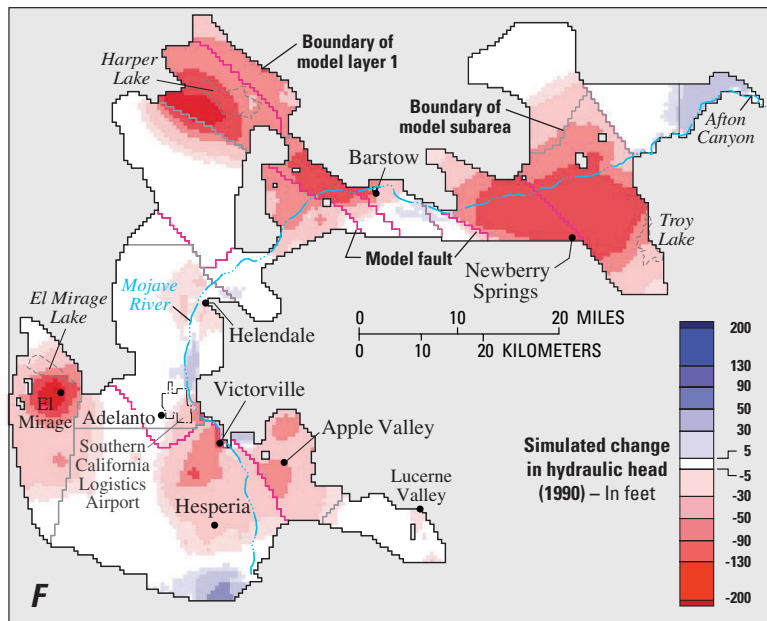 Harper
Lake
Boundary of
model layer 1
Boundary of
model subarea
Afton
Canyon
Barstow
Troy
Lake
Model fault
Newberry
Springs
Mojave
River
El Mirage
Lake
Helendale
0 10 20 MILES
0 10 20 KILOMETERS
El
Mirage
Adelanto
Victorville
Southern
California
Logistics
Airport
Apple Valley
Hesperia
Lucerne
Valley
Simulated change
in hydraulic head
(1990) – In feet
200
130
90
50
30
5
-5
-30
-50
-90
-130
-200
F